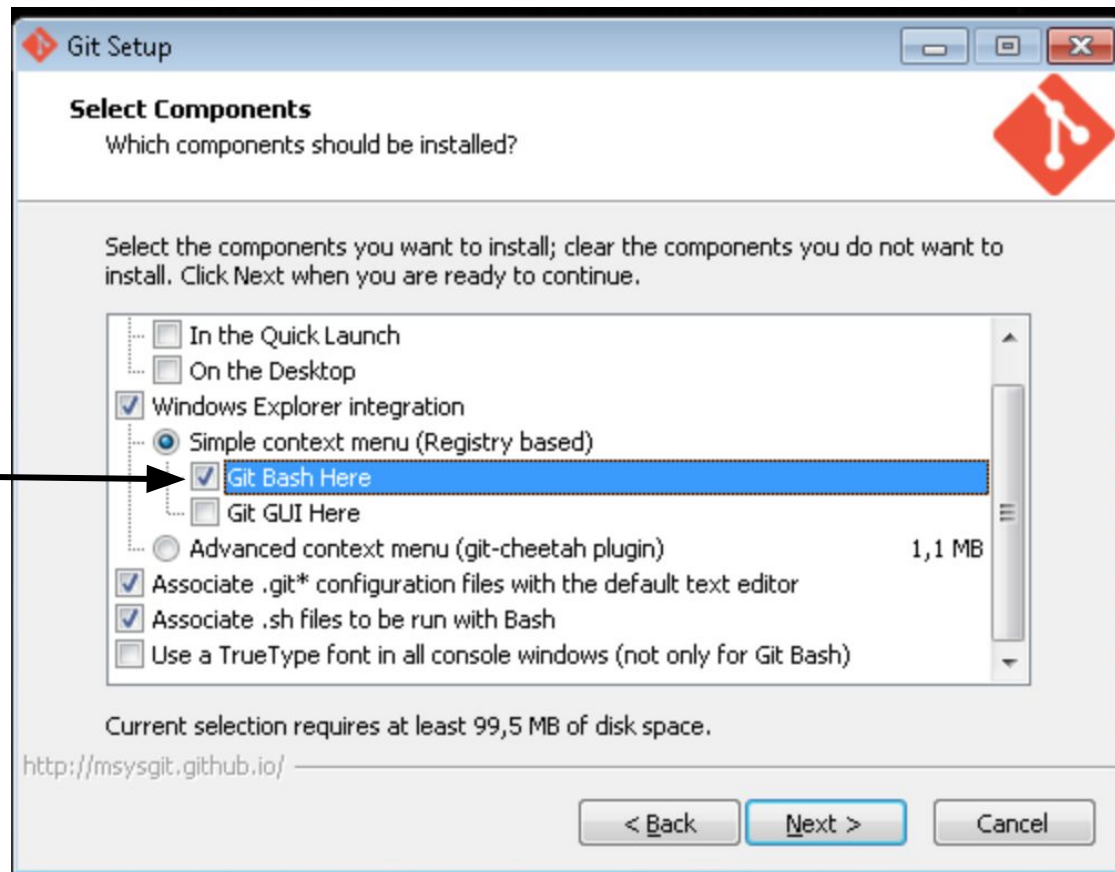 Git Setup
Select Components
Which components should be installed?
Select the components you want to install; clear the components you do not want to
install. Click Next when you are ready to continue.
In the Quick Launch
On the Desktop
Windows Explorer integration
Simple context menu (Registry based)
Git Bash Here
Git GUI Here
Advanced context menu (git-cheetah plugin) 1,1 MB
Associate .git* configuration files with the default text editor
Associate .sh files to be run with Bash
Use a TrueType font in all console windows (not only for Git Bash)
Current selection requires at least 99,5 MB of disk space.
http://msysgit.github.io/
< Back Next > Cancel